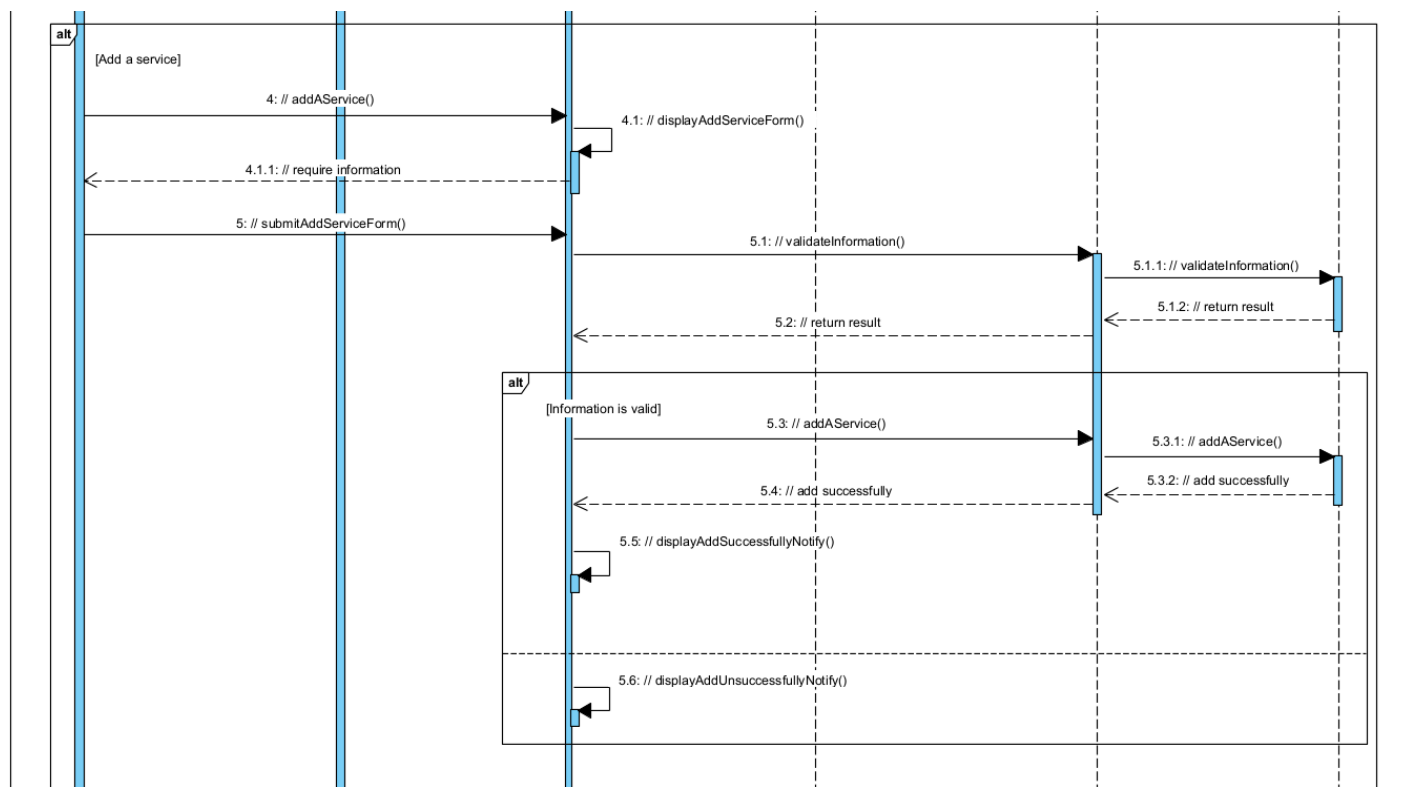 alt
[Add a service]
4: // addAService()
4.1: // displayAddServiceForm()
4.1.1: // require information
5: // submitAddServiceForm()
5.1: // validateInformation()
5.1.1: // validateInformation()
5.1.2: // return result
5.2: // return result
alt
[Information is valid]
5.3: // addAService()
5.3.1: // addAService()
5.3.2: // add successfully
5.4: // add successfully
5.5: // displayAddSuccessfullyNotify()
5.6: // displayAddUnsuccessfullyNotify()